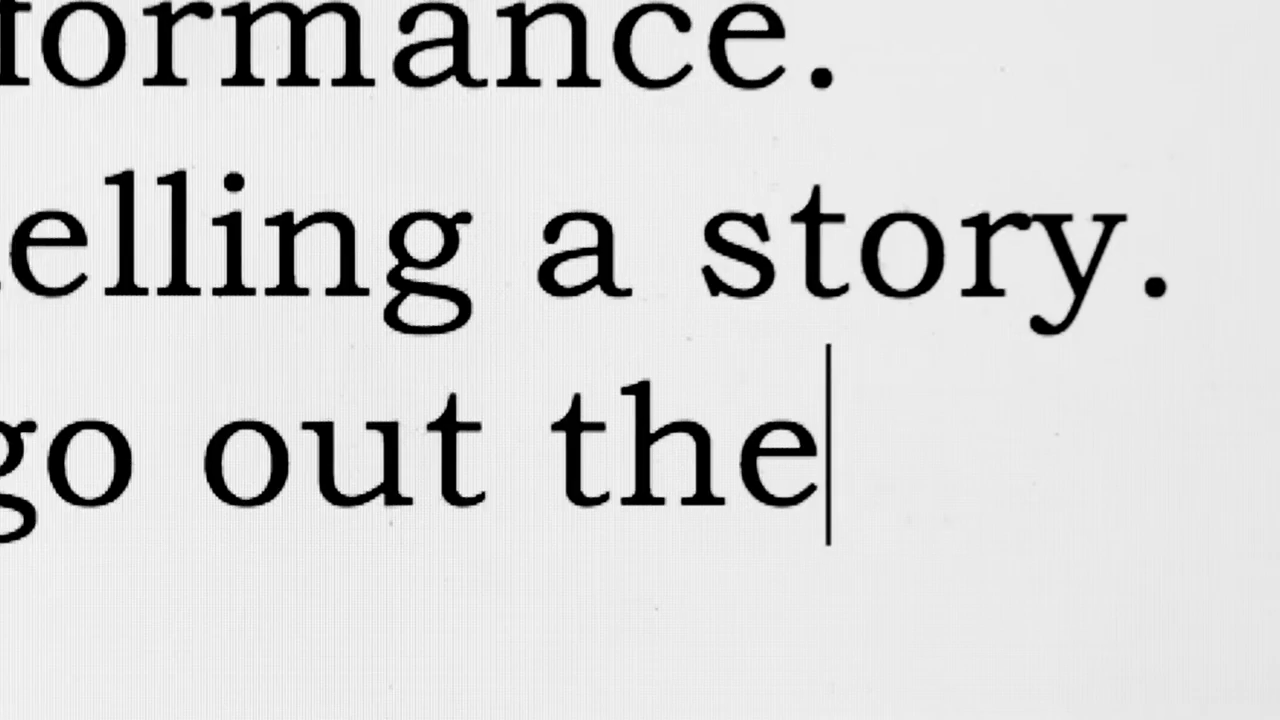 formance.
elling a story.
go out the